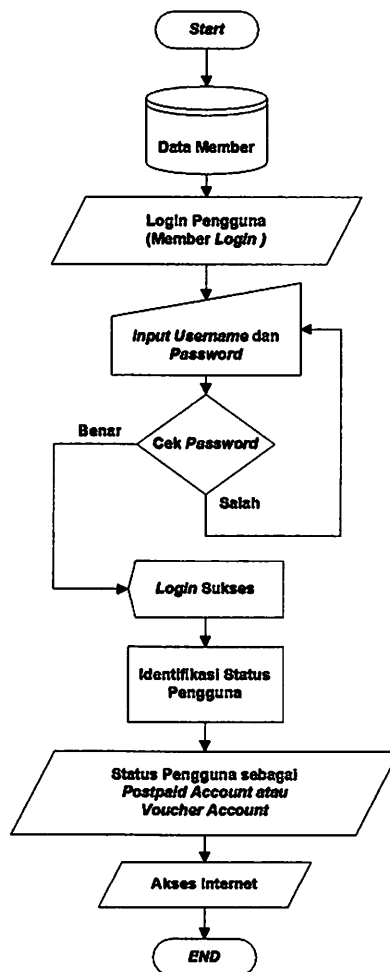 Start
Data Member
Login Pengguna
(Member Login )
Input Username dan
Password
Benar
Cek Password
Salah
Login Sukses
Identifikasi Status
Pengguna
Status Pengguna sebagai
Postpaid Account atau
Voucher Account
Akses Internet
END